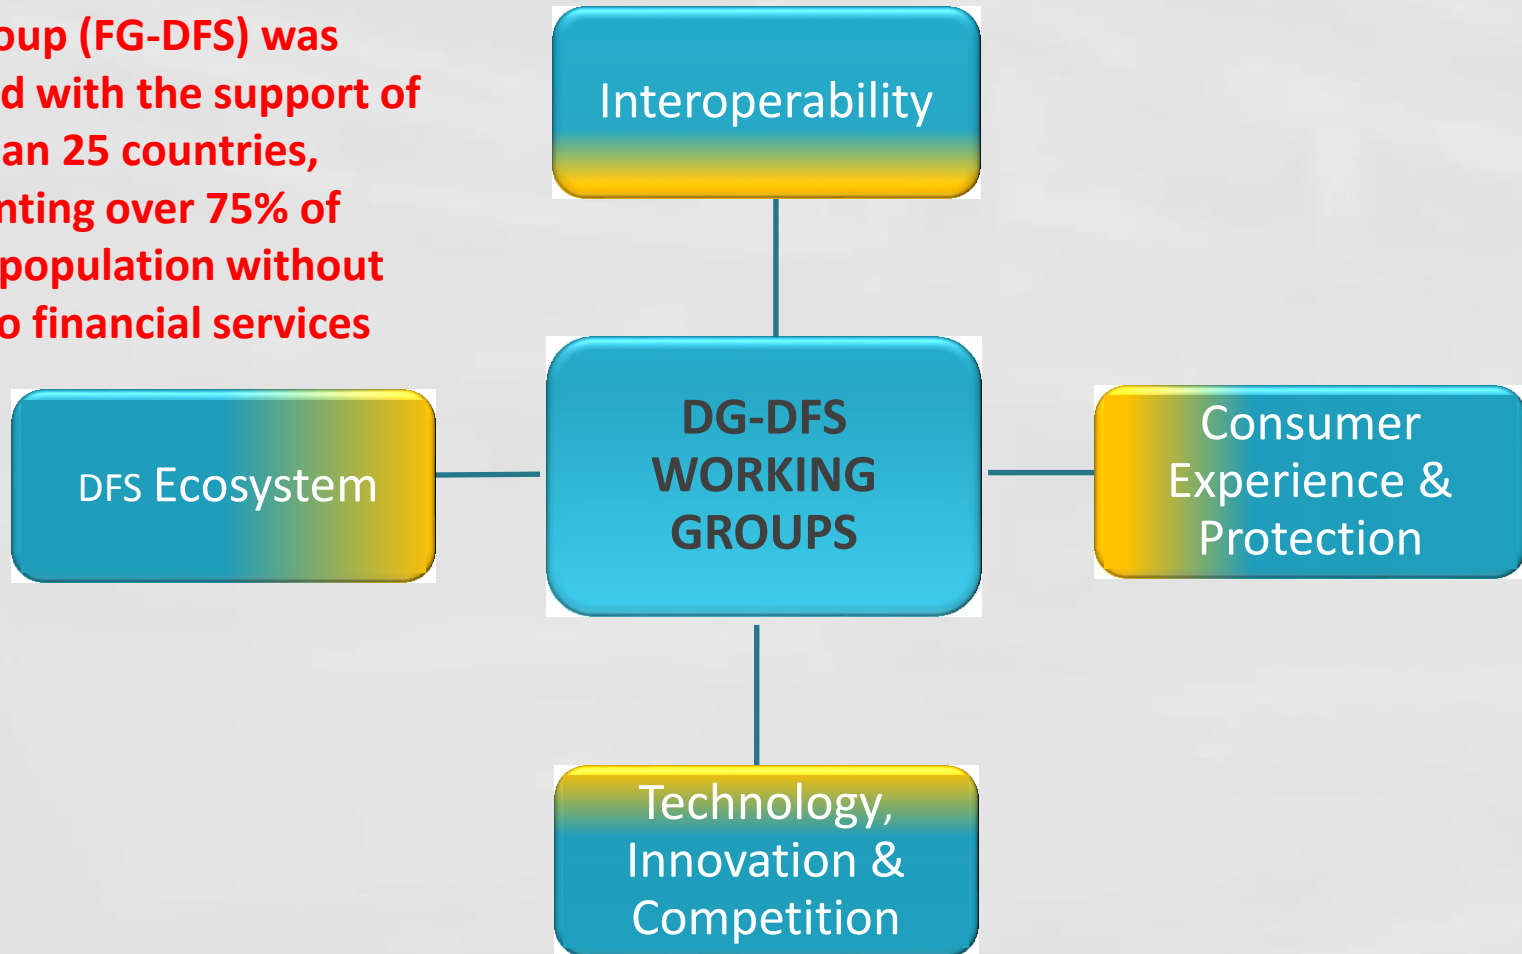 oup (FG-DFS) was
d with the support of
an 25 countries,
nting over 75% of
population without
o financial services
Interoperability
DFS Ecosystem
DG-DFS
WORKING
GROUPS
Consumer
Experience &
Protection
Technology,
Innovation &
Competition